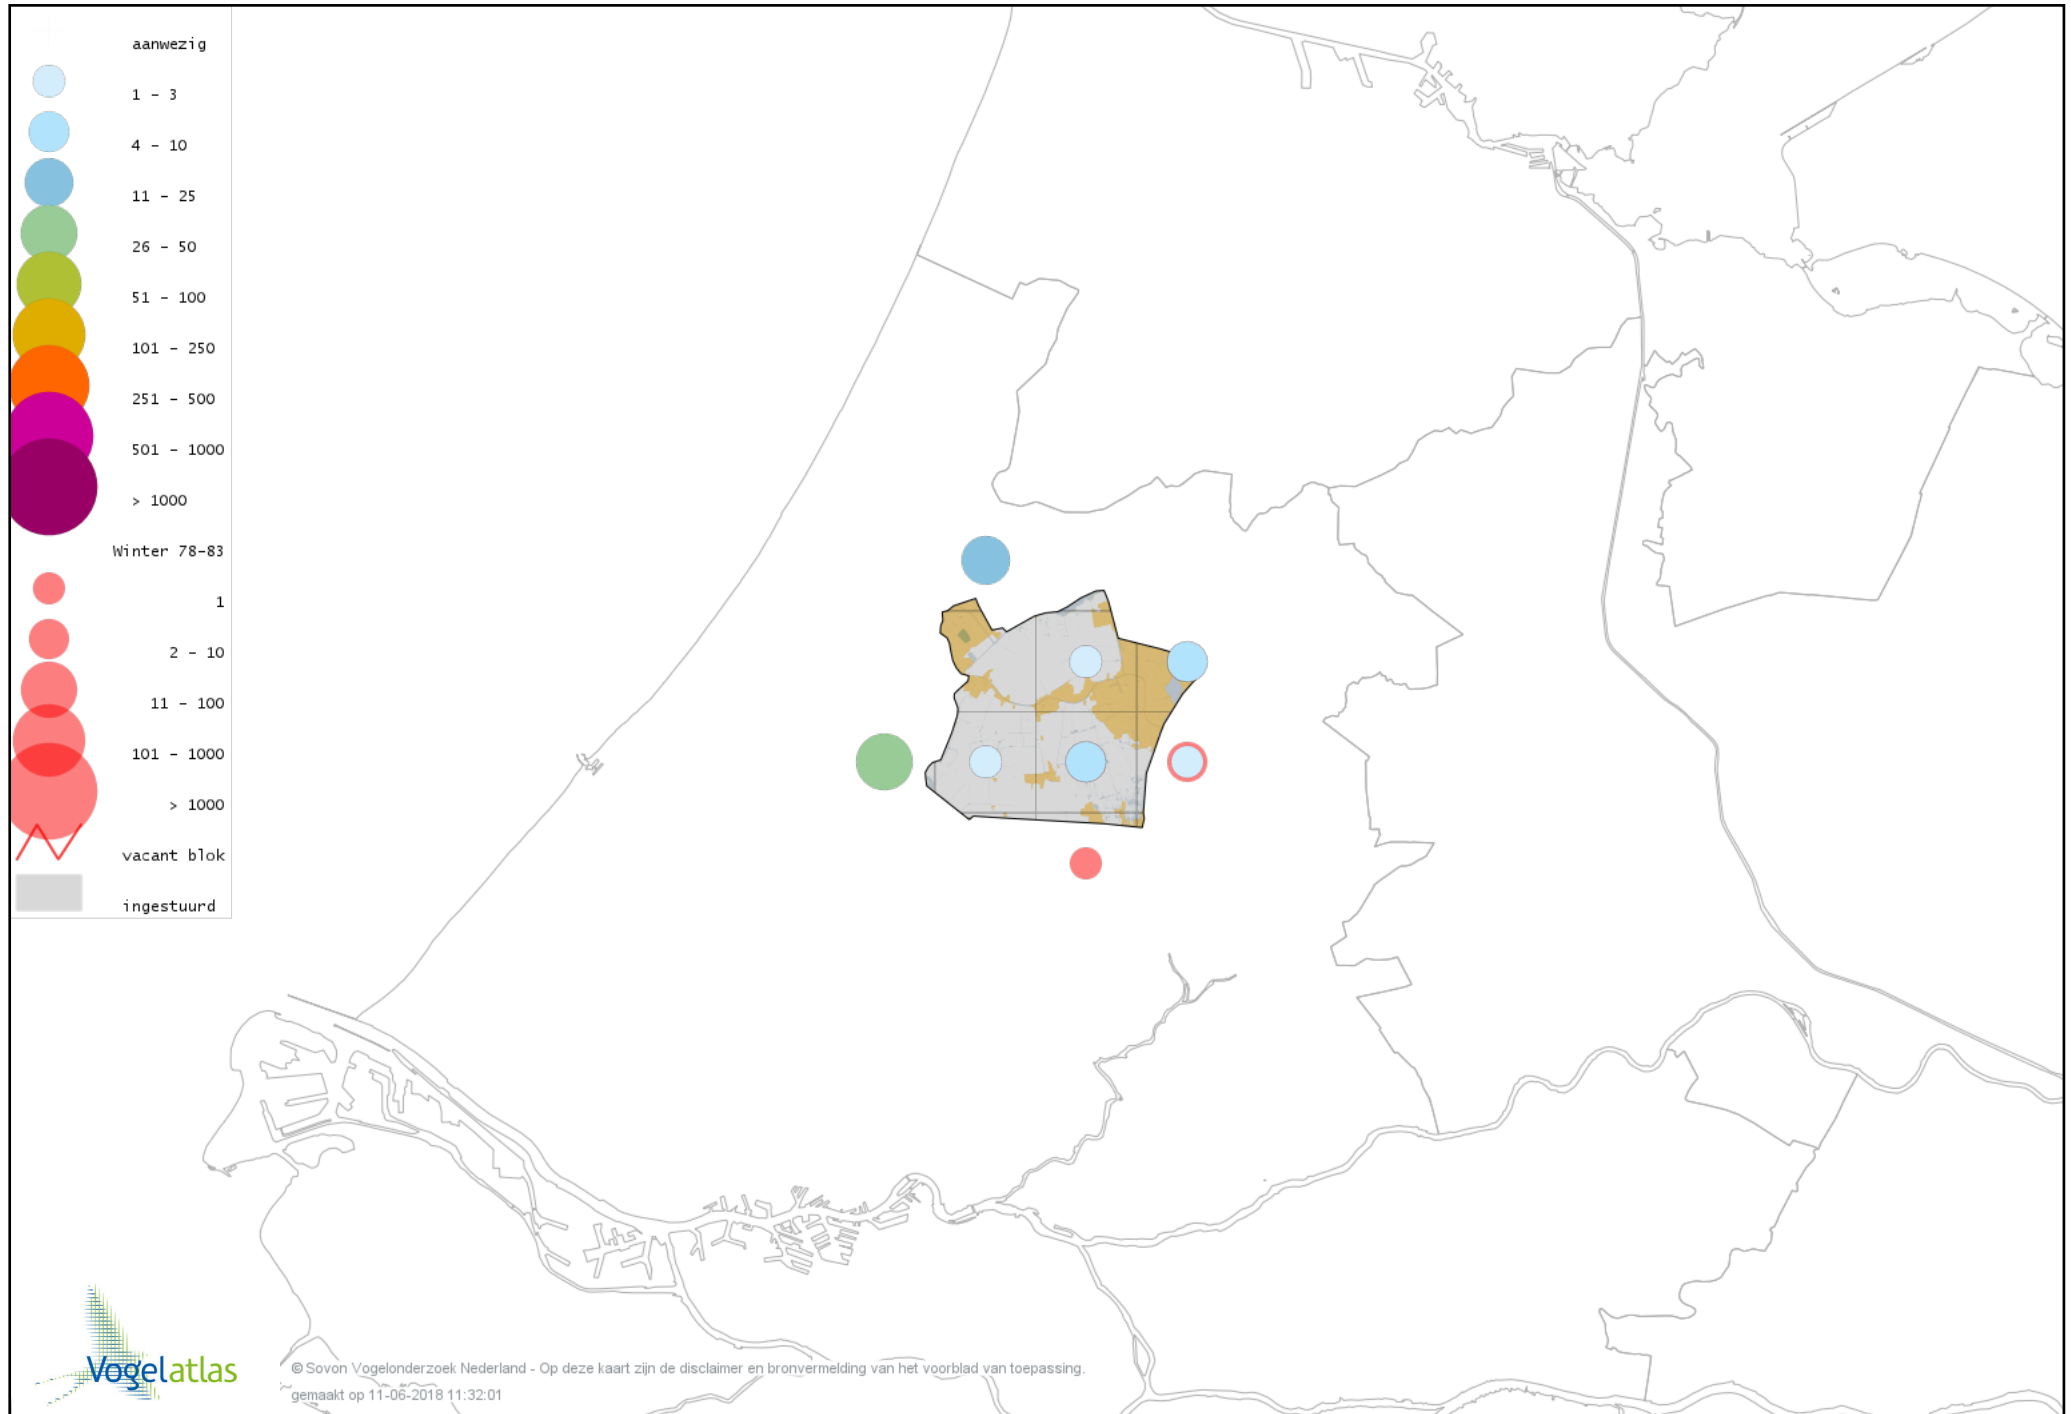 aanwezig
1 - 3
4 - 10
11 - 25
26 - 50
51 - 100
101 - 250
251 - 500
501 - 1000
> 1000
Winter 78-83
1
2 - 10
11 - 100
101 - 1000
> 1000
vacant blok
ingestuurd
Vogelatlas
© Sovon Vogelonderzoek Nederland - Op deze kaart zijn de disclaimer en bronvermelding van het voorblad van toepassing.
gemaakt op 11-06-2018 11:32:01